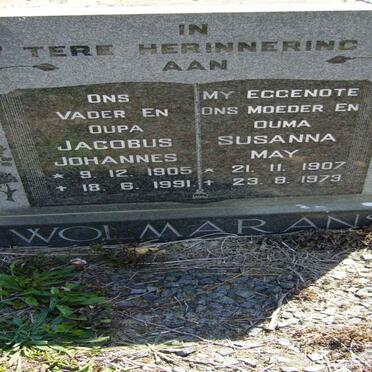 IN
TERE HERINNERING
AAN
ONS
VADER EN
OUPA
JACOBUS
JOHANNES
* 9. 12. 1905
+ 18. 6. 1991
MY EGGENOTE
ONS MOEDER EN
OUMA
SUSANNA
MAY
* 21. 11. 1907
+ 23. 8. 1973
WOLMARANS